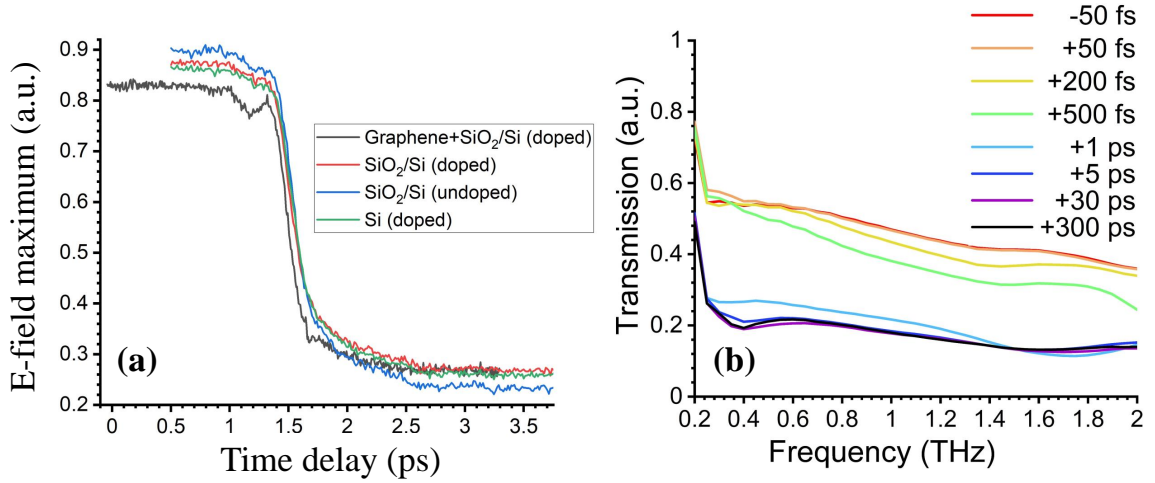 E-field maximum (a.u.)
0.9
0.8
0.7
0.6
0.5
0.4
0.3
0.2
Graphene+SiO₂/Si (doped)
SiO₂/Si (doped)
SiO₂/Si (undoped)
Si (doped)
(a)
0 0.5 1 1.5 2 2.5 3 3.5
Time delay (ps)
-50 fs
+50 fs
+200 fs
+500 fs
+1 ps
+5 ps
+30 ps
+300 ps
Transmission (a.u.)
1
0.8
0.6
0.4
0.2
0
(b)
0.2 0.4 0.6 0.8 1 1.2 1.4 1.6 1.8 2
Frequency (THz)